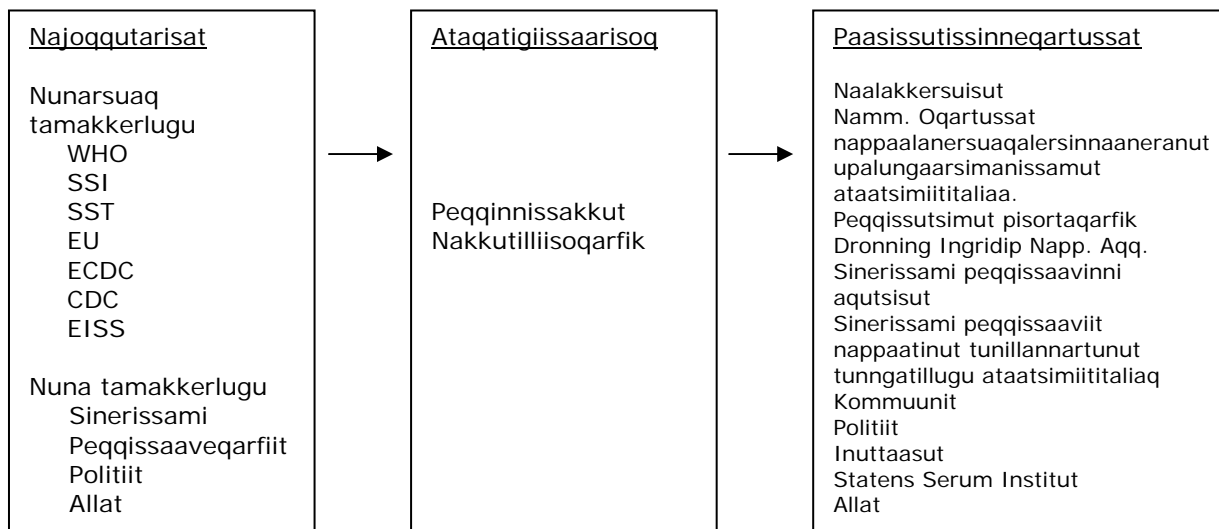 Najoqqutarisat
Nunarsuaq
tamakkerlugu
WHO
SSI
SST
EU
ECDC
CDC
EISS
Nuna tamakkerlugu
Sinerissami
Peqqissaaveqarfiit
Politiit
Allat
Ataqatigiissaarisoq
Peqqinnissakkut
Nakkutilliisoqarfik
Paasissutissinneqartussat
Naalakkersuisut
Namm. Oqartussat
nappaalanersuaqalersinnaaneranut
upalungaarsimanissamut
ataatsimiititaliaa.
Peqqissutsimut pisortaqarfik
Dronning Ingridip Napp. Aqq.
Sinerissami peqqissaavinni
aqutsisut
Sinerissami peqqissaaviit
nappaatinut tunillannartunut
tunngatillugu ataatsimiititaliaq
Kommuunit
Politiit
Inuttaasut
Statens Serum Institut
Allat